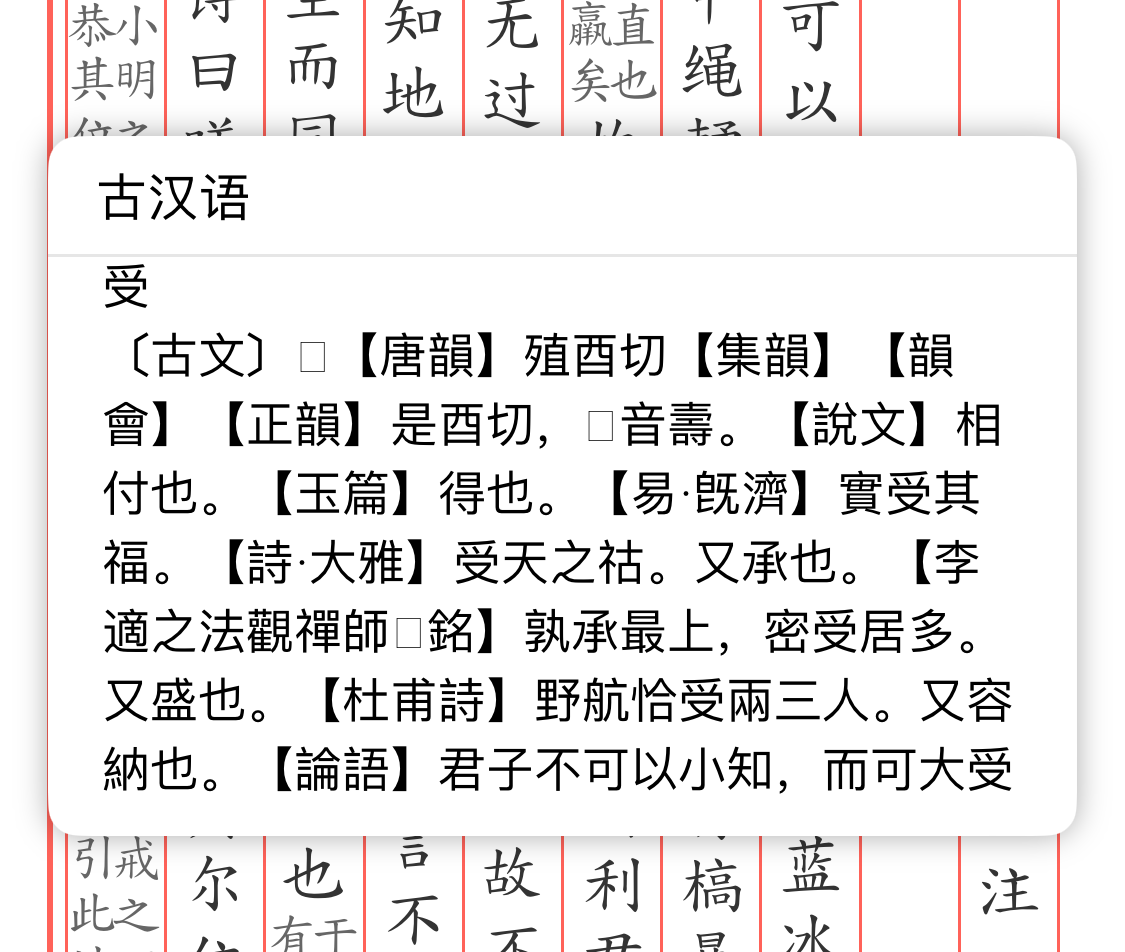 可以
绳
直也
矣
无过
知地
而
曰
小明
恭其
古汉语
受
〔古文〕□【唐韻】殖酉切【集韻】【韻
會】【正韻】是酉切，□音壽。【說文】相
付也。【玉篇】得也。【易·旣濟】實受其
福。【詩·大雅】受天之祜。又承也。【李
適之法觀禪師□銘】孰承最上，密受居多。
又盛也。【杜甫詩】野航恰受兩三人。又容
納也。【論語】君子不可以小知，而可大受
注
蓝冰
槁
利
故
言不
也
干
有
尔
戒之
引此